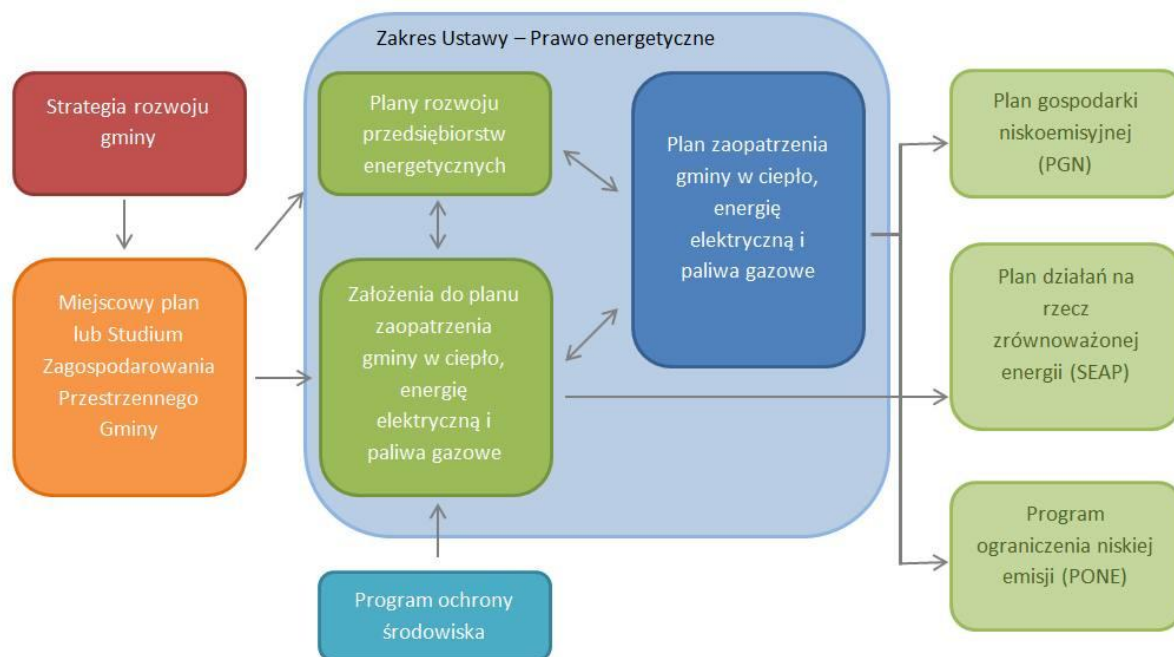 Zakres Ustawy – Prawo energetyczne
Strategia rozwoju
gminy
Miejscowy plan
lub Studium
Zagospodarowania
Przestrzennego
Gminy
Plany rozwoju
przedsiębiorstw
energetycznych
Założenia do planu
zaopatrzenia
gminy w ciepło,
energię
elektryczną i
paliwa gazowe
Program ochrony
środowiska
Plan zaopatrzenia
gminy w ciepło,
energię
elektryczną i
paliwa gazowe
Plan gospodarki
niskoemisyjnej
(PGN)
Plan działań na
rzecz
zrównoważonej
energii (SEAP)
Program
ograniczenia niskiej
emisji (PONE)